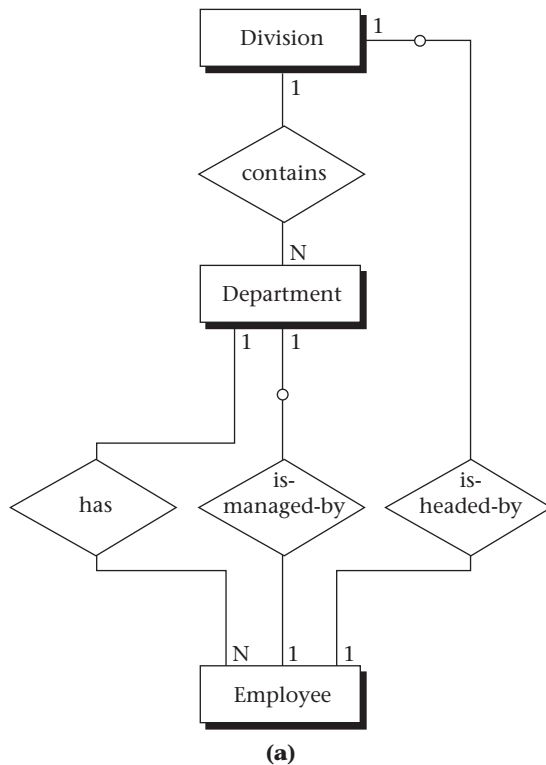 Division
1
1
contains
N
Department
1
1
has
is-
managed-by
is-
headed-by
N
1
1
Employee
(a)